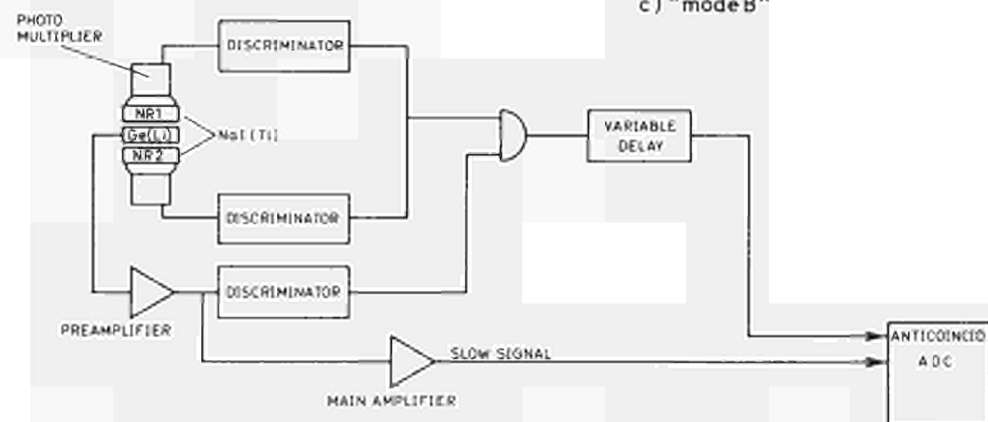 c) "mode B"
PHOTO
MULTIPLIER
DISCRIMINATOR
NR1
Ge(Li)
NaI(Tl)
NR2
VARIABLE
DELAY
DISCRIMINATOR
DISCRIMINATOR
PREAMPLIFIER
ANTICOINCID
SLOW SIGNAL
ADC
MAIN AMPLIFIER